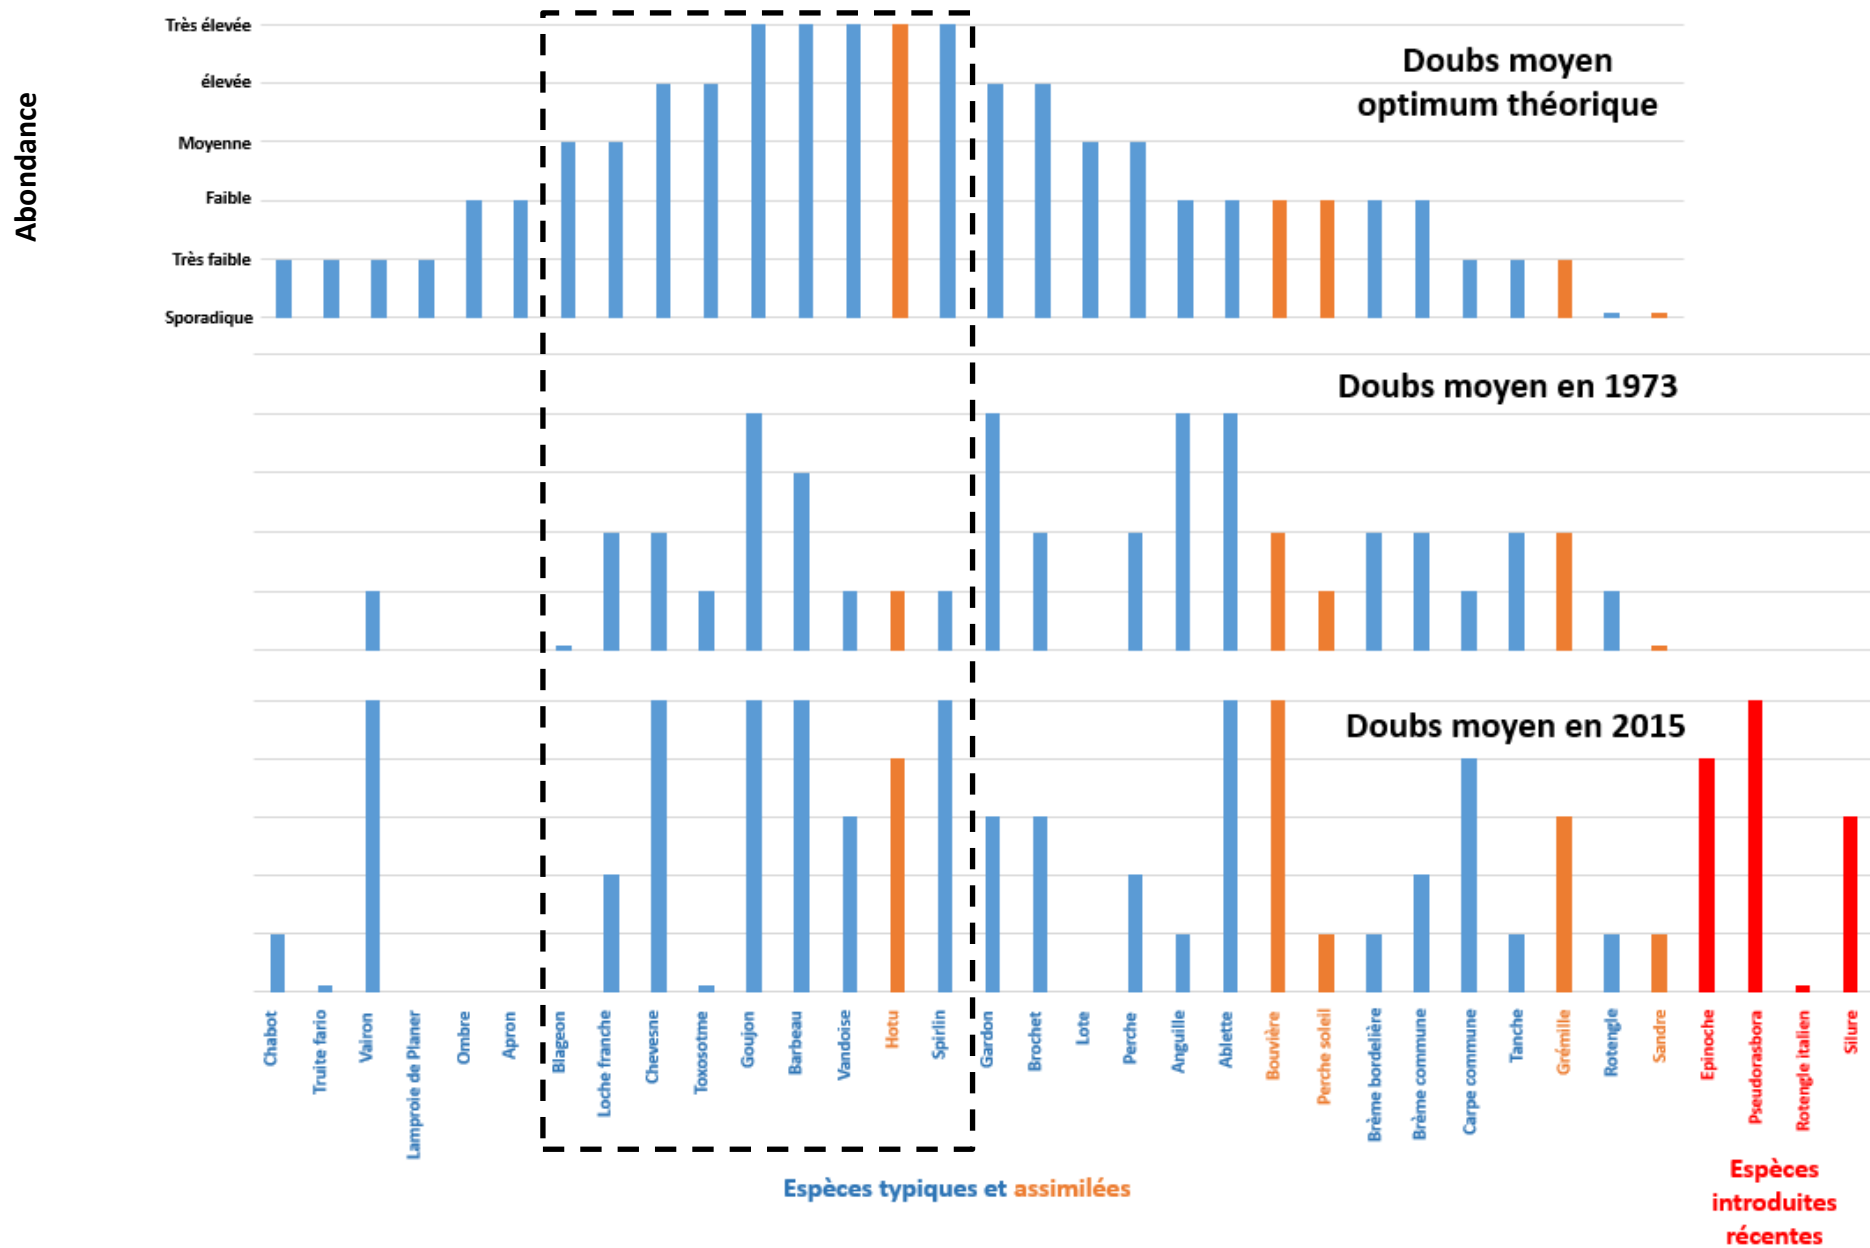 Abondance
Très élevée
élevée
Moyenne
Faible
Très faible
Sporadique
Doubs moyen
optimum théorique
Doubs moyen en 1973
Doubs moyen en 2015
Chabot
Truite fario
Vairon
Lamproie de Planer
Ombre
Apron
Blageon
Loche franche
Chevesne
Toxosotme
Goujon
Barbeau
Vandoise
Hotu
Spirlin
Gardon
Brochet
Lote
Perche
Anguille
Ablette
Bouvière
Perche soleil
Brème bordelière
Brème commune
Carpe commune
Tanche
Grémille
Rotengle
Sandre
Epinoche
Pseudorasbora
Rotengle italien
Silure
Espèces typiques et assimilées
Espèces
introduites
récentes